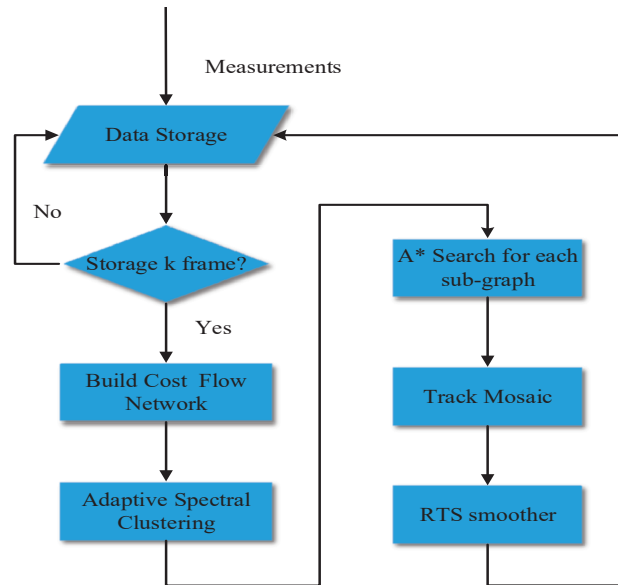 Measurements
Data Storage
No
Storage k frame?
Yes
Build Cost Flow
Network
Adaptive Spectral
Clustering
A* Search for each
sub-graph
Track Mosaic
RTS smoother